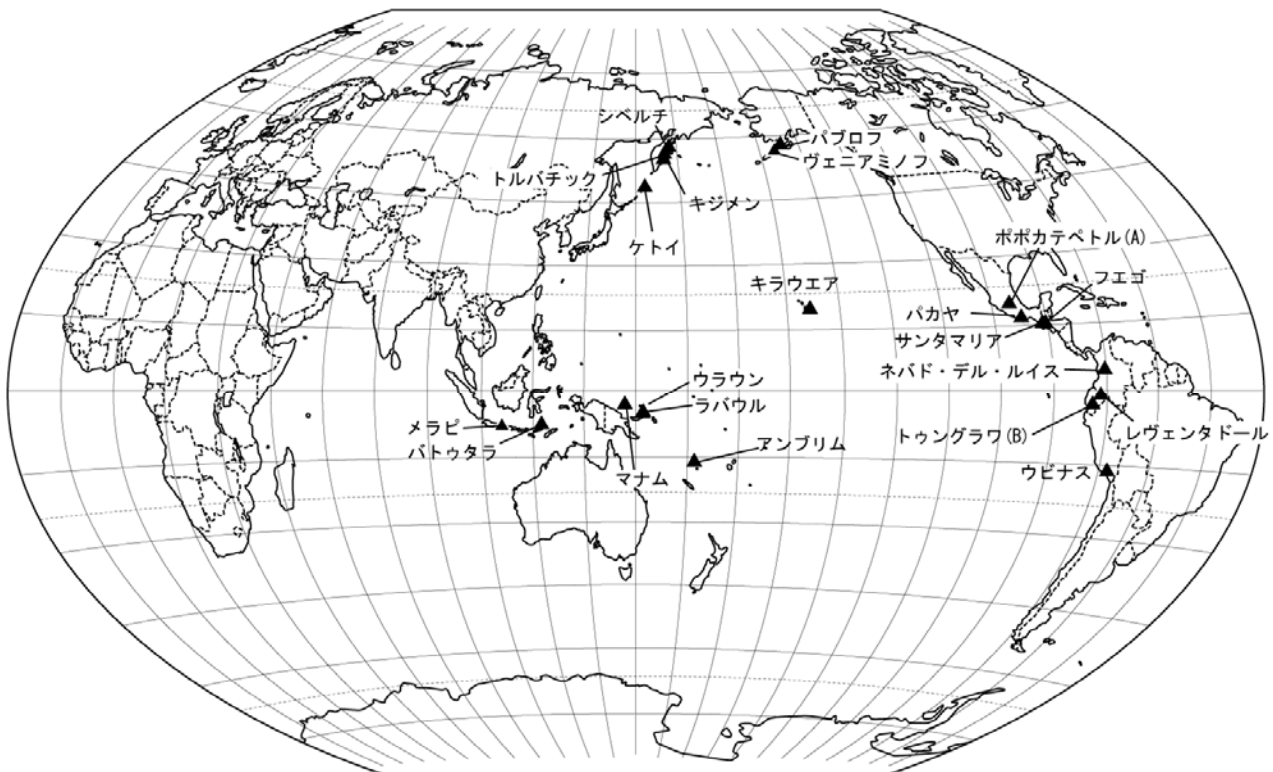 シベルチ
パブロフ
ヴェニアミノフ
トルバチック
キジメン
ケトイ
ポポカテペトル(A)
フエゴ
キラウエア
パカヤ
サンタマリア
ネバド・デル・ルイス
ウラウン
ラバウル
メラピ
バトゥタラ
アンブリム
マナム
トゥングラワ(B)
レヴェンタドール
ウビナス